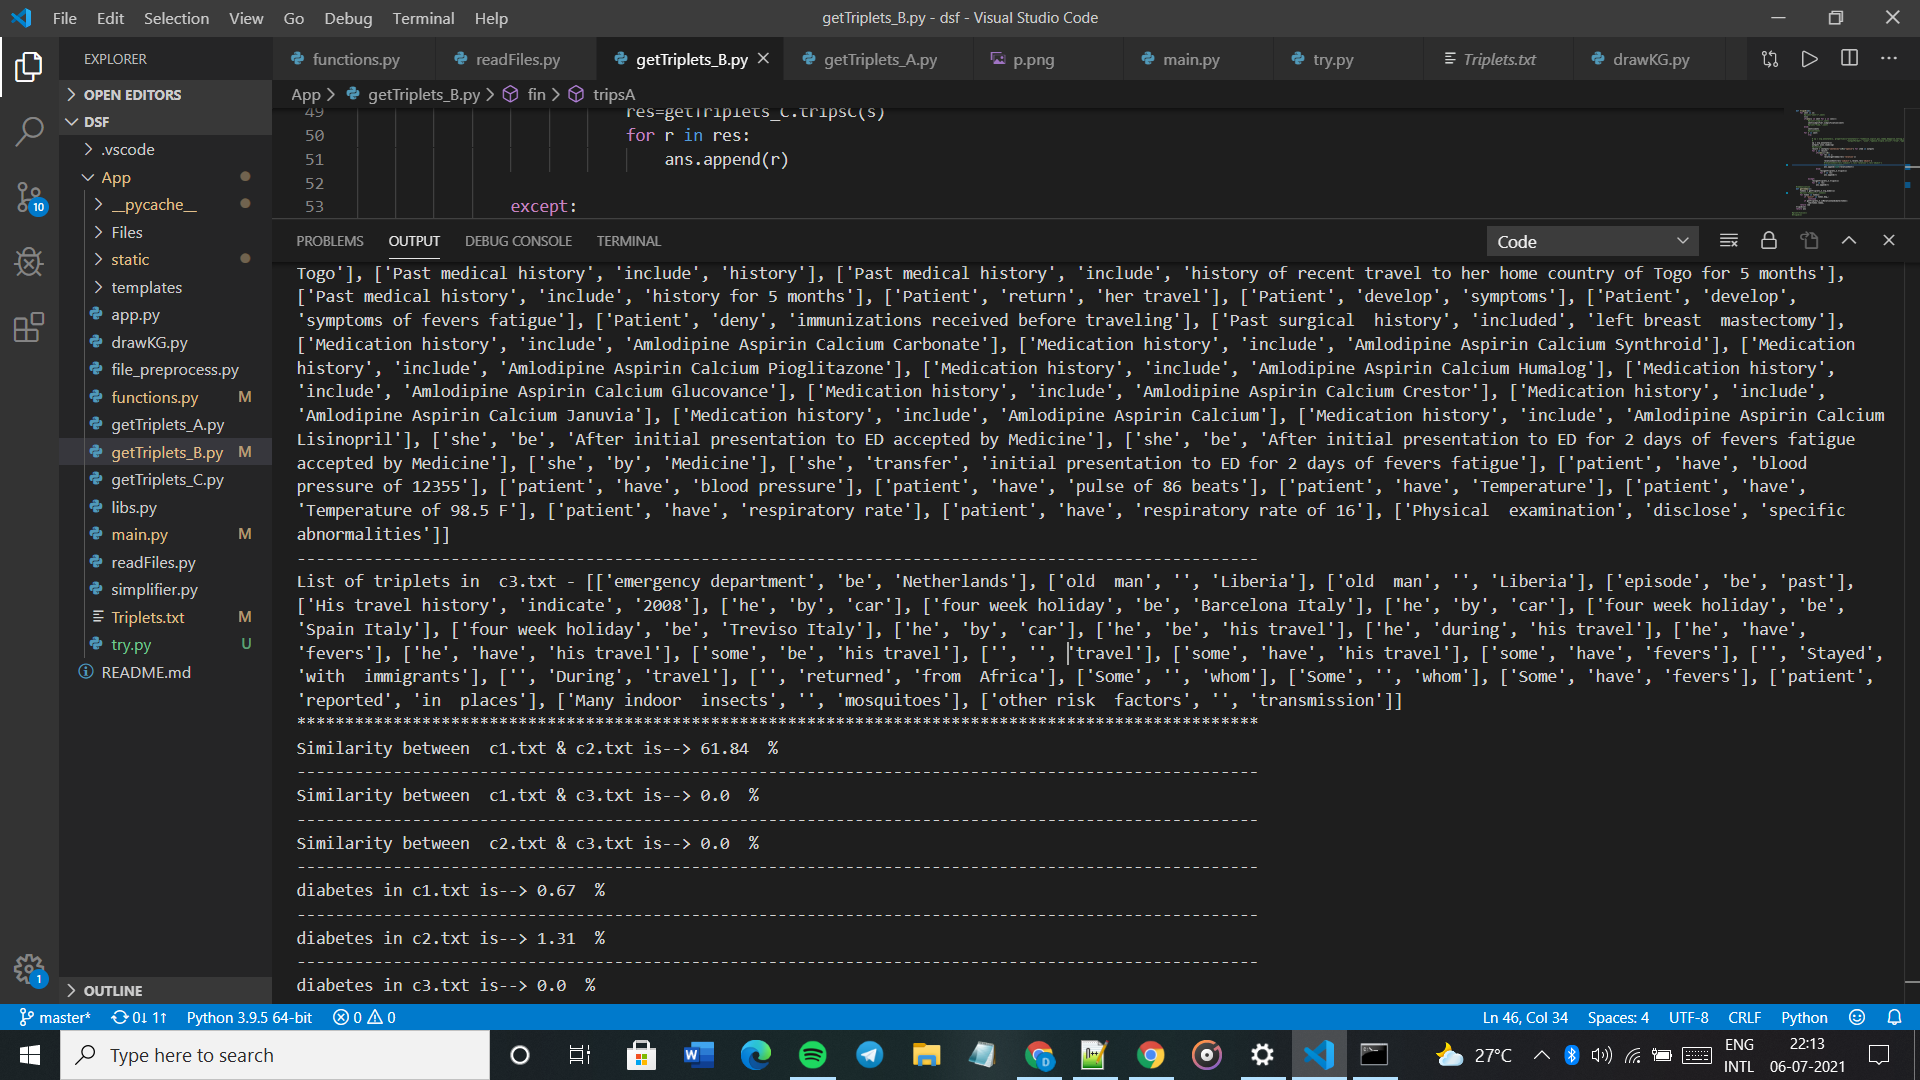 File Edit Selection View Go Debug Terminal Help
getTriplets_B.py - dsf - Visual Studio Code
EXPLORER
functions.py readFiles.py getTriplets_B.py getTriplets_A.py p.png main.py try.py Triplets.txt drawKG.py
OPEN EDITORS
DSF
.vscode
App
__pycache__
Files
static
templates
app.py
drawKG.py
file_preprocess.py
functions.py M
getTriplets_A.py
getTriplets_B.py M
getTriplets_C.py
libs.py
main.py M
readFiles.py
simplifier.py
Triplets.txt M
try.py U
README.md
OUTLINE
10
1
App > getTriplets_B.py > fin > tripsA
49 res=getTriplets_C.tripsC(s)
50 for r in res:
51 ans.append(r)
52
53 except:
PROBLEMS OUTPUT DEBUG CONSOLE TERMINAL
Code
Togo'], ['Past medical history', 'include', 'history'], ['Past medical history', 'include', 'history of recent travel to her home country of Togo for 5 months'],
['Past medical history', 'include', 'history for 5 months'], ['Patient', 'return', 'her travel'], ['Patient', 'develop', 'symptoms'], ['Patient', 'develop',
'symptoms of fevers fatigue'], ['Patient', 'deny', 'immunizations received before traveling'], ['Past surgical  history', 'included', 'left breast  mastectomy'],
['Medication history', 'include', 'Amlodipine Aspirin Calcium Carbonate'], ['Medication history', 'include', 'Amlodipine Aspirin Calcium Synthroid'], ['Medication
history', 'include', 'Amlodipine Aspirin Calcium Pioglitazone'], ['Medication history', 'include', 'Amlodipine Aspirin Calcium Humalog'], ['Medication history',
'include', 'Amlodipine Aspirin Calcium Glucovance'], ['Medication history', 'include', 'Amlodipine Aspirin Calcium Crestor'], ['Medication history', 'include',
'Amlodipine Aspirin Calcium Januvia'], ['Medication history', 'include', 'Amlodipine Aspirin Calcium'], ['Medication history', 'include', 'Amlodipine Aspirin Calcium
Lisinopril'], ['she', 'be', 'After initial presentation to ED accepted by Medicine'], ['she', 'be', 'After initial presentation to ED for 2 days of fevers fatigue
accepted by Medicine'], ['she', 'by', 'Medicine'], ['she', 'transfer', 'initial presentation to ED for 2 days of fevers fatigue'], ['patient', 'have', 'blood
pressure of 12355'], ['patient', 'have', 'blood pressure'], ['patient', 'have', 'pulse of 86 beats'], ['patient', 'have', 'Temperature'], ['patient', 'have',
'Temperature of 98.5 F'], ['patient', 'have', 'respiratory rate'], ['patient', 'have', 'respiratory rate of 16'], ['Physical  examination', 'disclose', 'specific
abnormalities']]
----------------------------------------------------------------------------------------------------
List of triplets in  c3.txt - [['emergency department', 'be', 'Netherlands'], ['old  man', '', 'Liberia'], ['old  man', '', 'Liberia'], ['episode', 'be', 'past'],
['His travel history', 'indicate', '2008'], ['he', 'by', 'car'], ['four week holiday', 'be', 'Barcelona Italy'], ['he', 'by', 'car'], ['four week holiday', 'be',
'Spain Italy'], ['four week holiday', 'be', 'Treviso Italy'], ['he', 'by', 'car'], ['he', 'be', 'his travel'], ['he', 'during', 'his travel'], ['he', 'have',
'fevers'], ['he', 'have', 'his travel'], ['some', 'be', 'his travel'], ['', '', 'travel'], ['some', 'have', 'his travel'], ['some', 'have', 'fevers'], ['', 'Stayed',
'with  immigrants'], ['', 'During', 'travel'], ['', 'returned', 'from  Africa'], ['Some', '', 'whom'], ['Some', '', 'whom'], ['Some', 'have', 'fevers'], ['patient',
'reported', 'in  places'], ['Many indoor  insects', '', 'mosquitoes'], ['other risk  factors', '', 'transmission']]
****************************************************************************************************
Similarity between  c1.txt & c2.txt is--> 61.84  %
----------------------------------------------------------------------------------------------------
Similarity between  c1.txt & c3.txt is--> 0.0  %
----------------------------------------------------------------------------------------------------
Similarity between  c2.txt & c3.txt is--> 0.0  %
----------------------------------------------------------------------------------------------------
diabetes in c1.txt is--> 0.67  %
----------------------------------------------------------------------------------------------------
diabetes in c2.txt is--> 1.31  %
----------------------------------------------------------------------------------------------------
diabetes in c3.txt is--> 0.0  %
master* 0↓ 1↑ Python 3.9.5 64-bit 0 0 Ln 46, Col 34 Spaces: 4 UTF-8 CRLF Python
Type here to search
27°C ENG INTL 22:13 06-07-2021